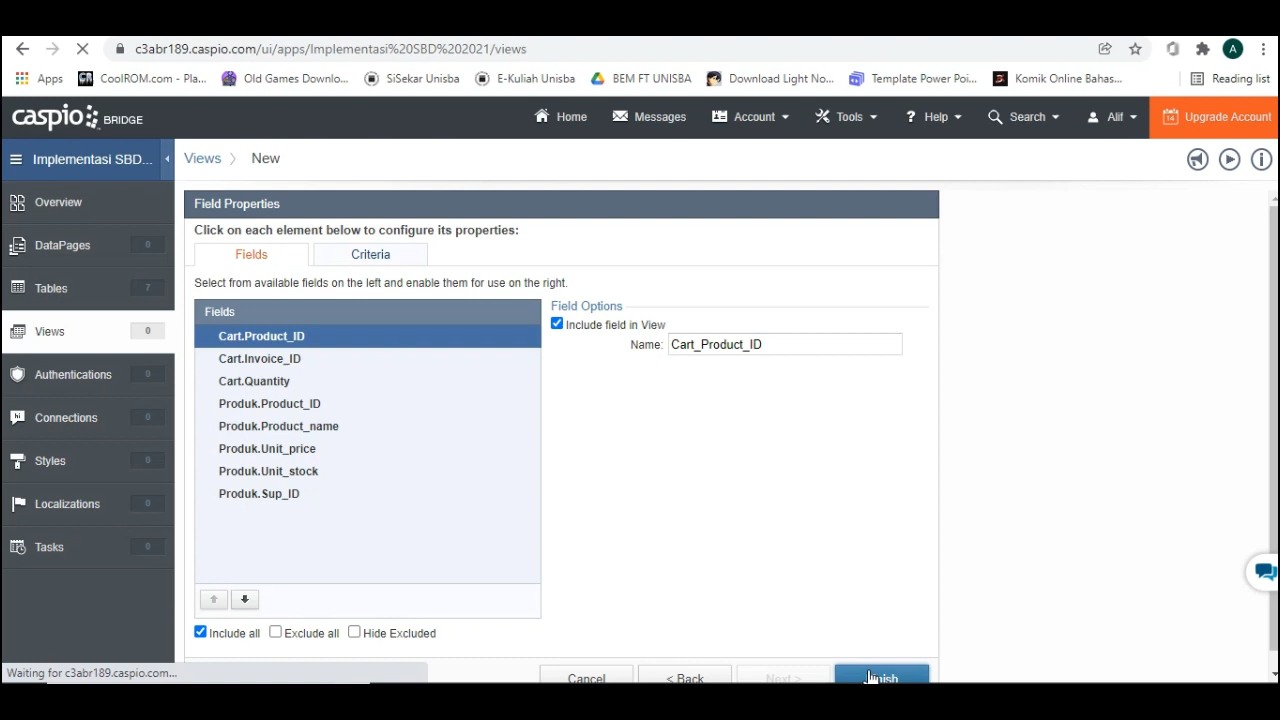 c3abr189.caspio.com/ui/apps/Implementasi%20SBD%202021/views
A
Apps
CoolROM.com - Pla...
Old Games Downlo...
SiSekar Unisba
E-Kuliah Unisba
BEM FT UNISBA
Download Light No...
Template Power Poi...
Komik Online Bahas...
Reading list
caspio BRIDGE
Home
Messages
Account
Tools
? Help
Search
Alif
14 Upgrade Account
Implementasi SBD...
Views
New
Overview
DataPages 0
Tables 7
Views 0
Authentications 0
Connections 0
Styles 0
Localizations 0
Tasks 0
Field Properties
Click on each element below to configure its properties:
Fields
Criteria
Select from available fields on the left and enable them for use on the right.
Fields
Cart.Product_ID
Cart.Invoice_ID
Cart.Quantity
Produk.Product_ID
Produk.Product_name
Produk.Unit_price
Produk.Unit_stock
Produk.Sup_ID
Field Options
Include field in View
Name: Cart_Product_ID
Include all
Exclude all
Hide Excluded
Cancel
< Back
Next >
Finish
Waiting for c3abr189.caspio.com...